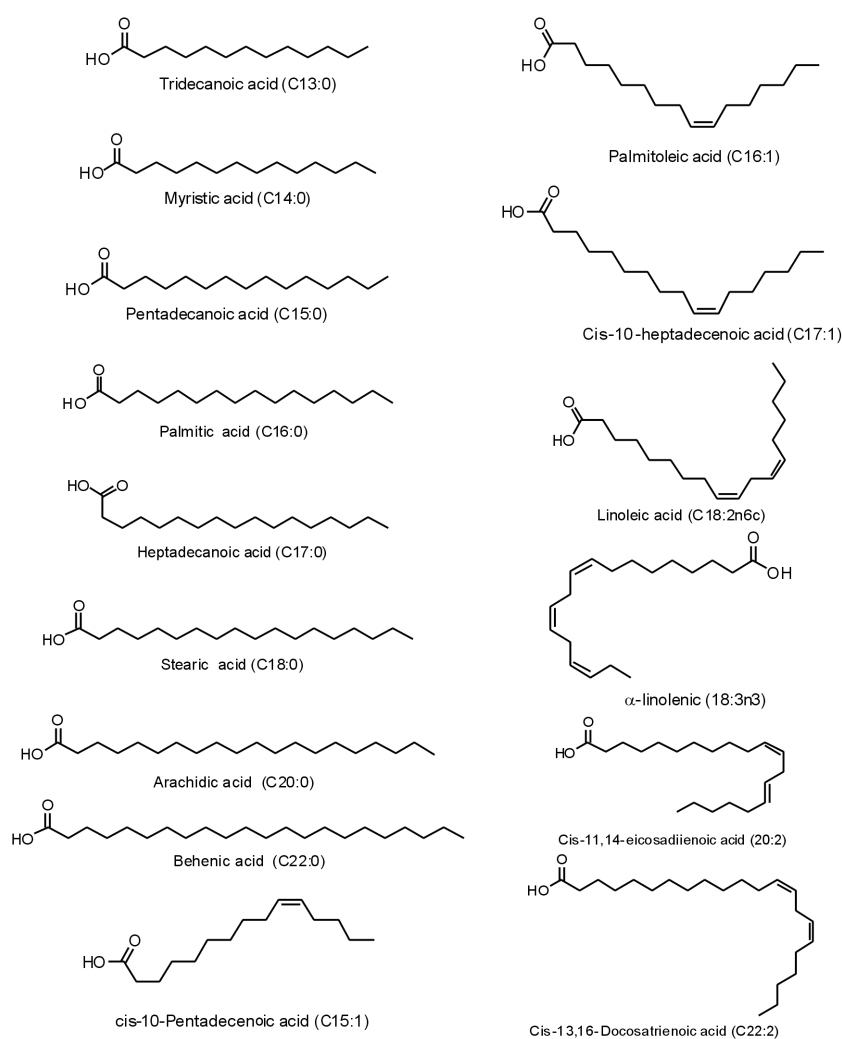 O
HO
Tridecanoic acid (C13:0)
O
HO
Myristic acid (C14:0)
O
HO
Pentadecanoic acid (C15:0)
O
HO
Palmitic acid (C16:0)
HO O
Heptadecanoic acid (C17:0)
O
HO
Stearic acid (C18:0)
O
HO
Arachidic acid (C20:0)
O
HO
Behenic acid (C22:0)
O
HO
cis-10-Pentadecenoic acid (C15:1)
O
HO
Palmitoleic acid (C16:1)
O
HO
Cis-10-heptadecenoic acid (C17:1)
O
HO
Linoleic acid (C18:2n6c)
O
OH
α-linolenic (18:3n3)
O
HO
Cis-11,14-eicosadiienoic acid (20:2)
O
HO
Cis-13,16-Docosatrienoic acid (C22:2)